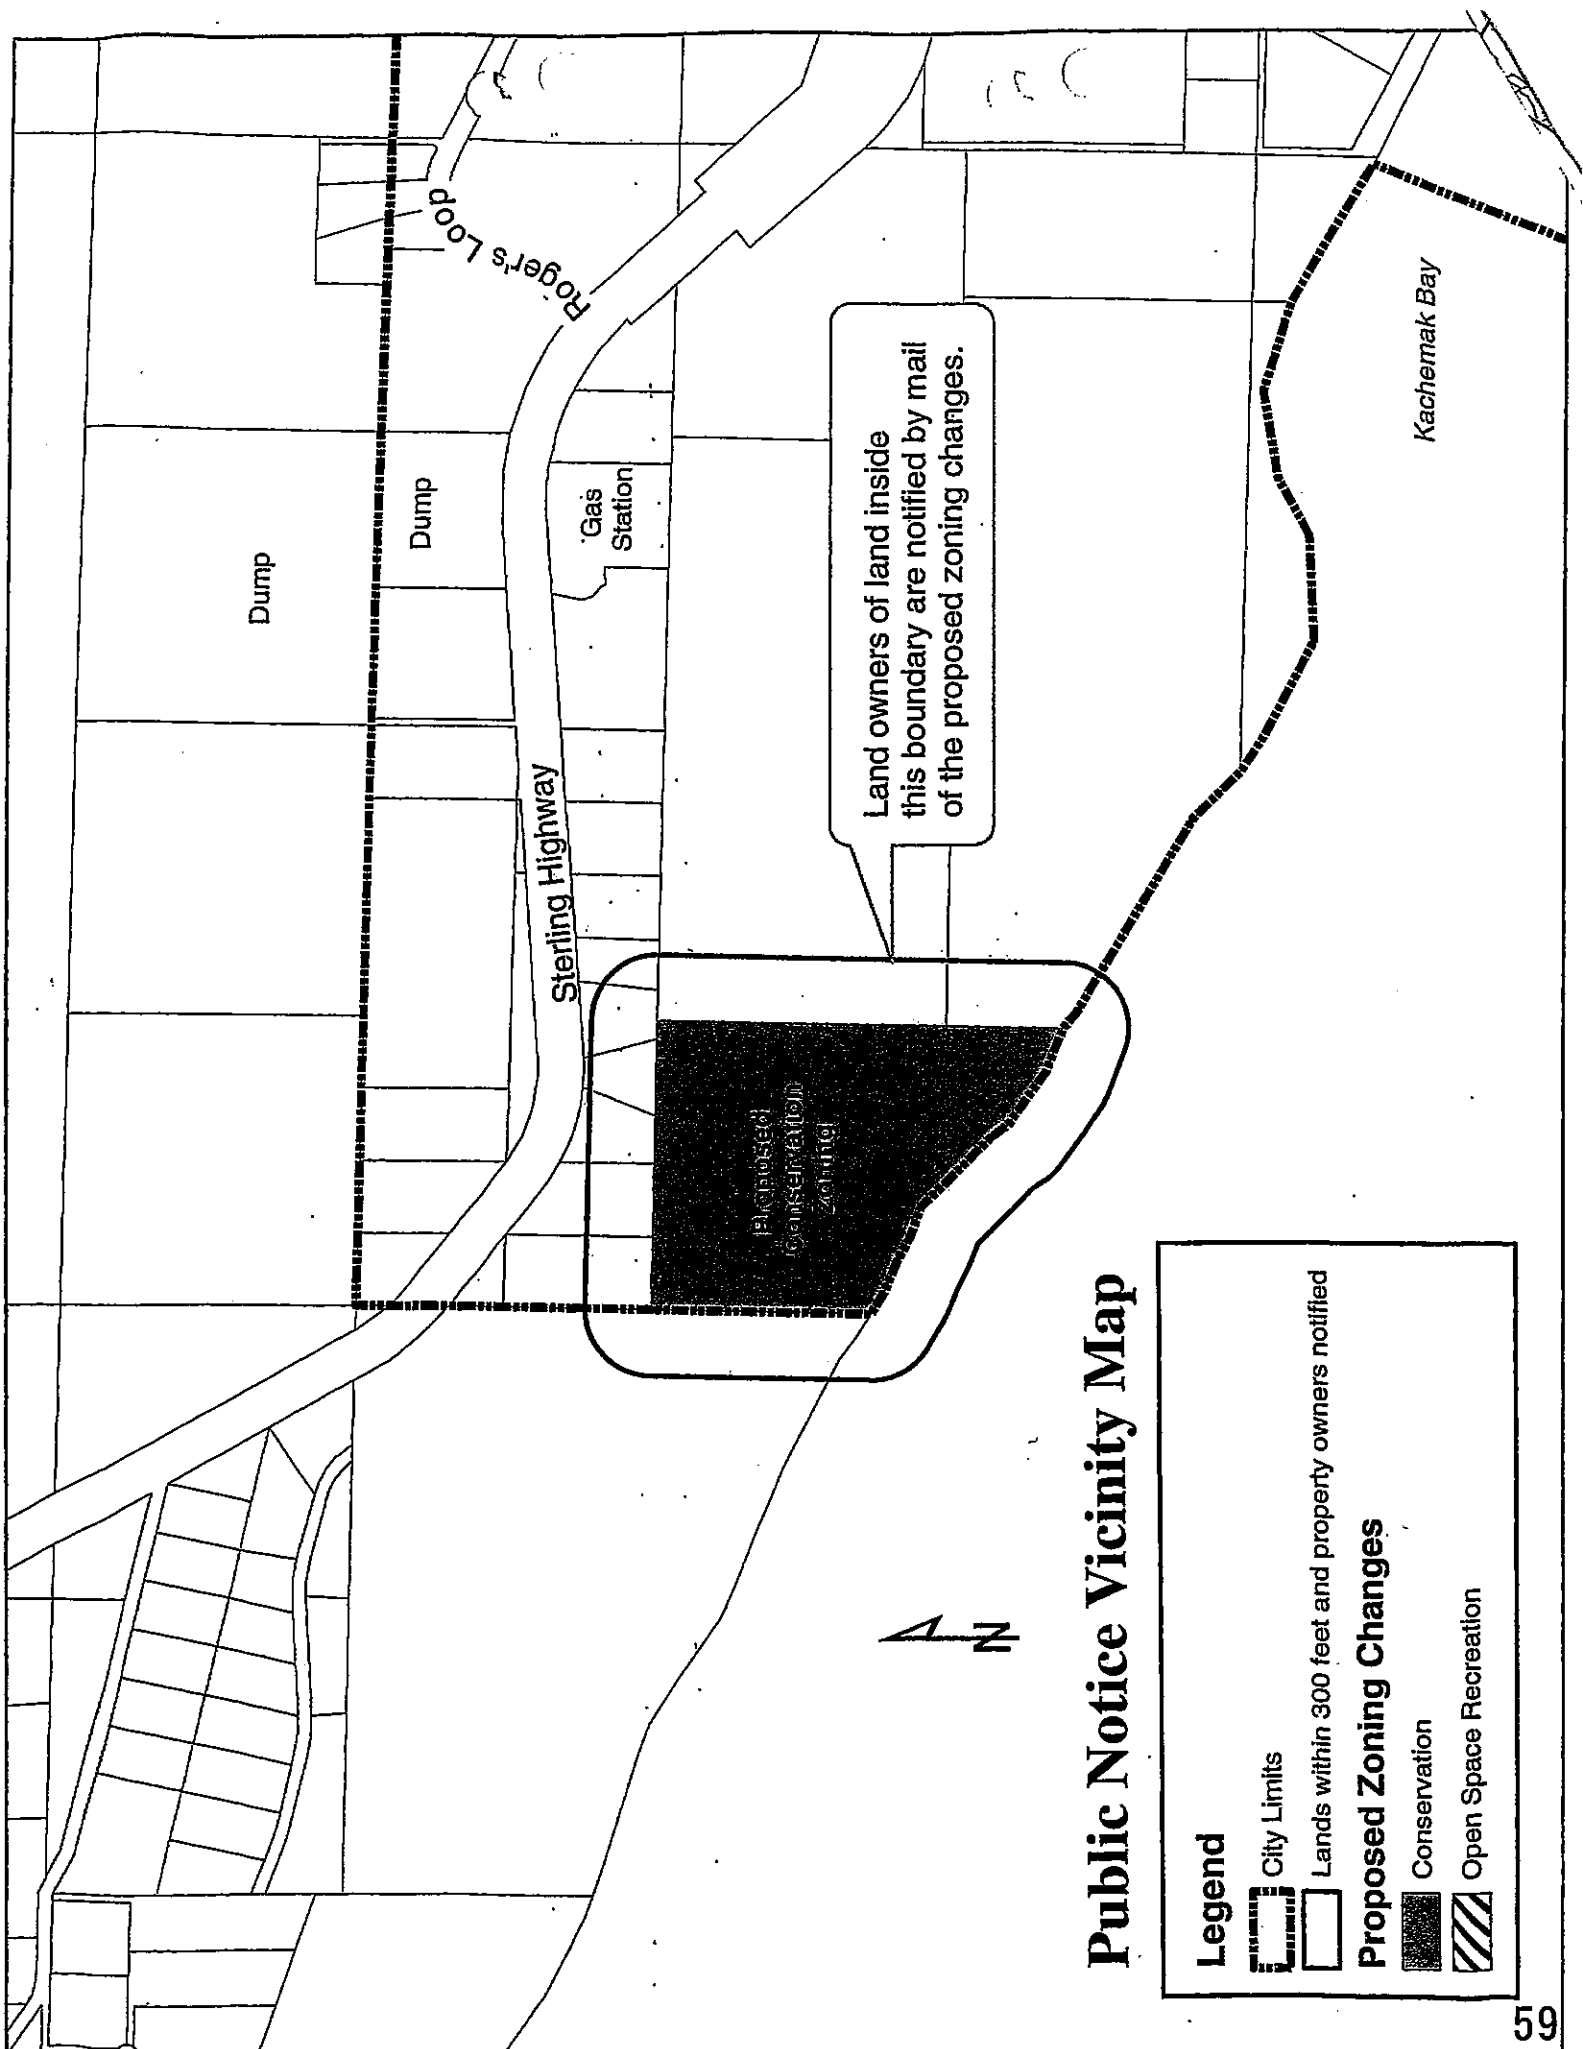 Dump
Dump
Roger's Loop
Gas
Station
Sterling Highway
Land owners of land inside
this boundary are notified by mail
of the proposed zoning changes.
Proposed
Conservation
Zoning
Kachemak Bay
N
Public Notice Vicinity Map
Legend
City Limits
Lands within 300 feet and property owners notified
Proposed Zoning Changes
Conservation
Open Space Recreation
59